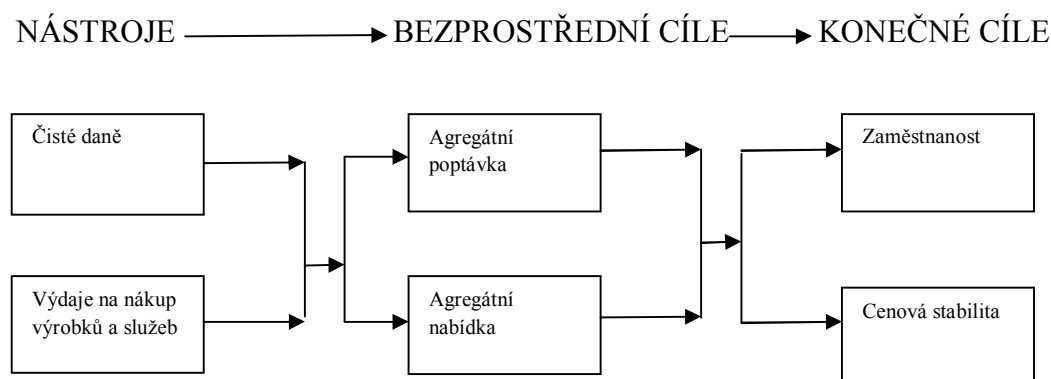 NÁSTROJE BEZPROSTŘEDNÍ CÍLE KONEČNÉ CÍLE
Čisté daně
Agregátní
poptávka
Zaměstnanost
Výdaje na nákup
výrobků a služeb
Agregátní
nabídka
Cenová stabilita